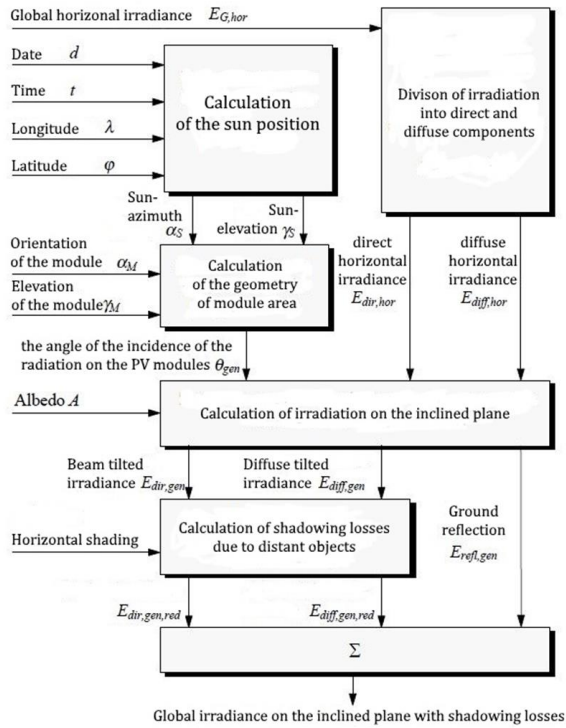 Global horizonal irradiance E_G,hor
Date d
Time t
Longitude λ
Latitude φ
Calculation
of the sun position
Divison of irradiation
into direct and
diffuse components
Sun-
azimuth
α_S
Sun-
elevation γ_S
Orientation
of the module α_M
Elevation
of the module γ_M
Calculation
of the geometry
of module area
direct
horizontal
irradiance
E_dir,hor
diffuse
horizontal
irradiance
E_diff,hor
the angle of the incidence of the
radiation on the PV modules θ_gen
Albedo A
Calculation of irradiation on the inclined plane
Beam tilted
irradiance E_dir,gen
Diffuse tilted
irradiance E_diff,gen
Ground
reflection
E_refl,gen
Horizontal shading
Calculation of shadowing losses
due to distant objects
E_dir,gen,red
E_diff,gen,red
Σ
Global irradiance on the inclined plane with shadowing losses